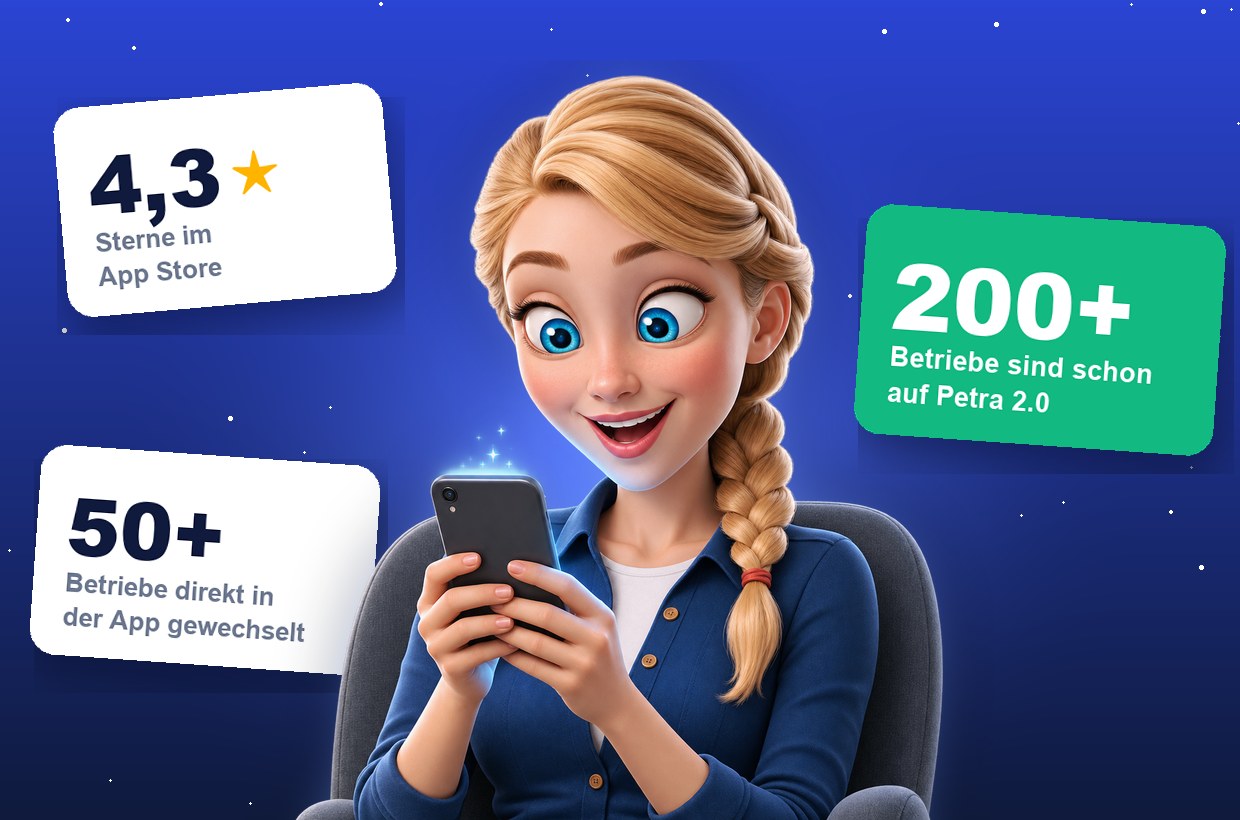 4,3 ★
Sterne im
App Store
200+
Betriebe sind schon
auf Petra 2.0
50+
Betriebe direkt in
der App gewechselt